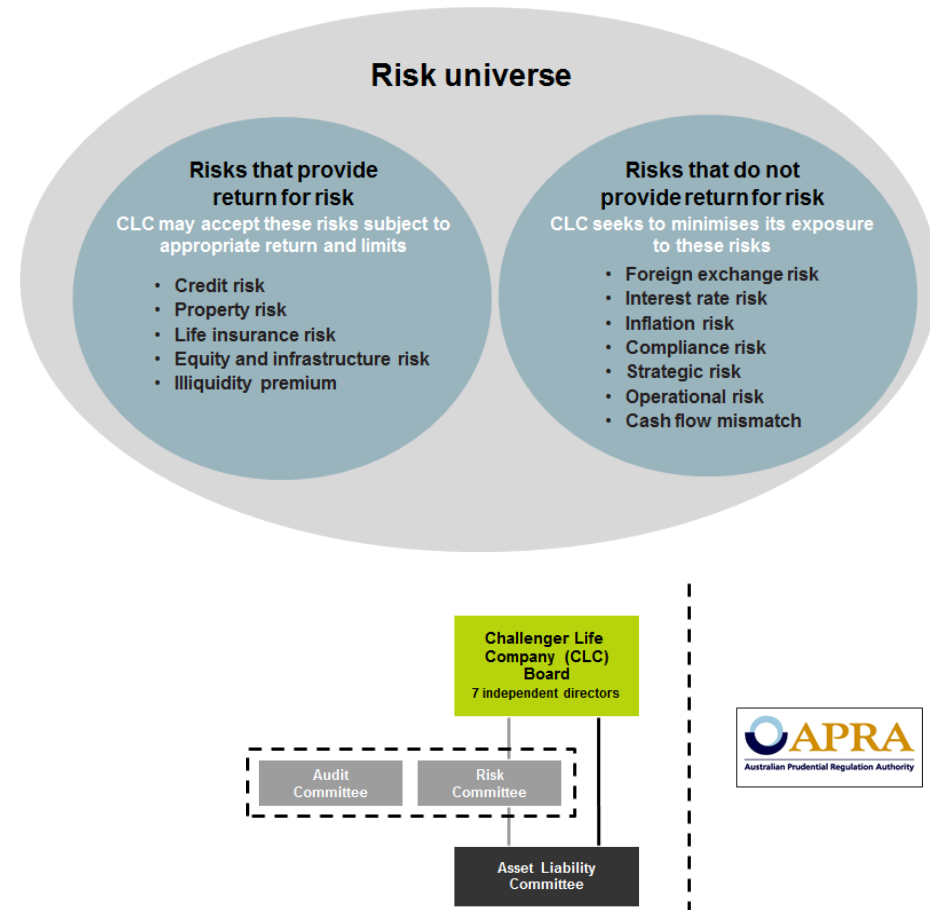 Risk universe
Risks that provide
return for risk
CLC may accept these risks subject to
appropriate return and limits
• Credit risk
• Property risk
• Life insurance risk
• Equity and infrastructure risk
• Illiquidity premium
Risks that do not
provide return for risk
CLC seeks to minimises its exposure
to these risks
• Foreign exchange risk
• Interest rate risk
• Inflation risk
• Compliance risk
• Strategic risk
• Operational risk
• Cash flow mismatch
Challenger Life
Company (CLC)
Board
7 independent directors
Audit
Committee
Risk
Committee
Asset Liability
Committee
APRA
Australian Prudential Regulation Authority